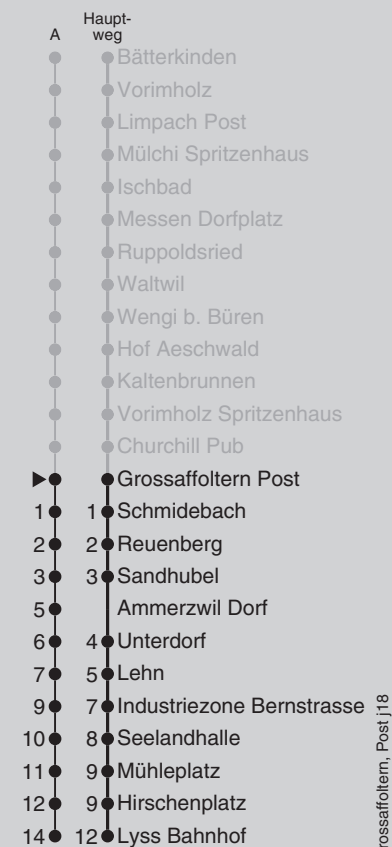 A Haupt-
weg
Bätterkinden
Vorimholz
Limpach Post
Mülchi Spritzenhaus
Ischbad
Messen Dorfplatz
Ruppoldsried
Waltwil
Wengi b. Büren
Hof Aeschwald
Kaltenbrunnen
Vorimholz Spritzenhaus
Churchill Pub
Grossaffoltern Post
1 1 Schmidebach
2 2 Reuenberg
3 3 Sandhubel
5 Ammerzwil Dorf
6 4 Unterdorf
7 5 Lehn
9 7 Industriezone Bernstrasse
10 8 Seelandhalle
11 9 Mühleplatz
12 9 Hirschenplatz
14 12 Lyss Bahnhof
rossaffoltern, Post j18